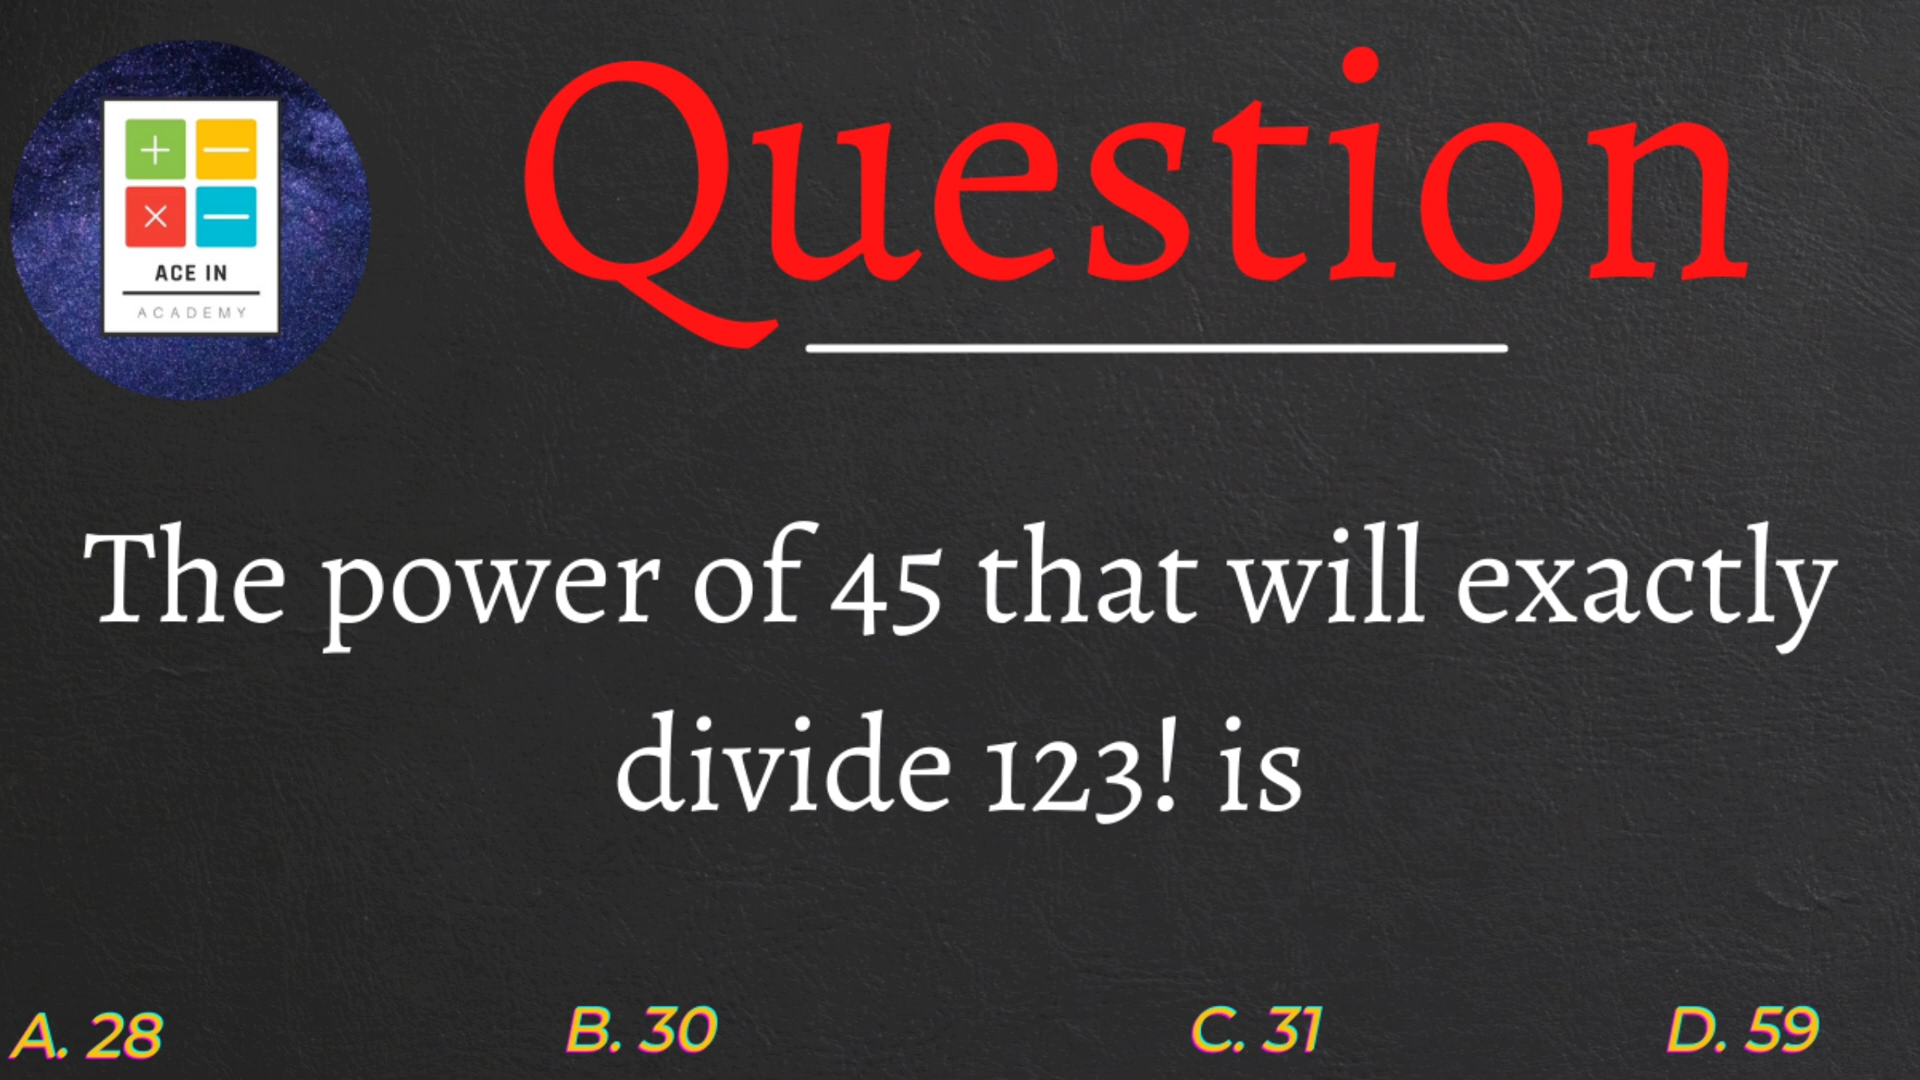 ACE IN
ACADEMY
Question
The power of 45 that will exactly
divide 123! is
A. 28
B. 30
C. 31
D. 59